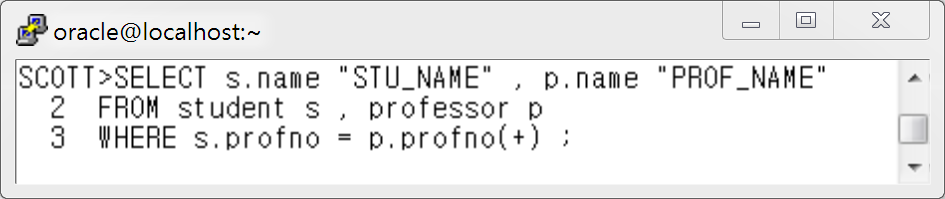 oracle@localhost:~
SCOTT>SELECT s.name "STU_NAME" , p.name "PROF_NAME"
  2  FROM student s , professor p
  3  WHERE s.profno = p.profno(+) ;